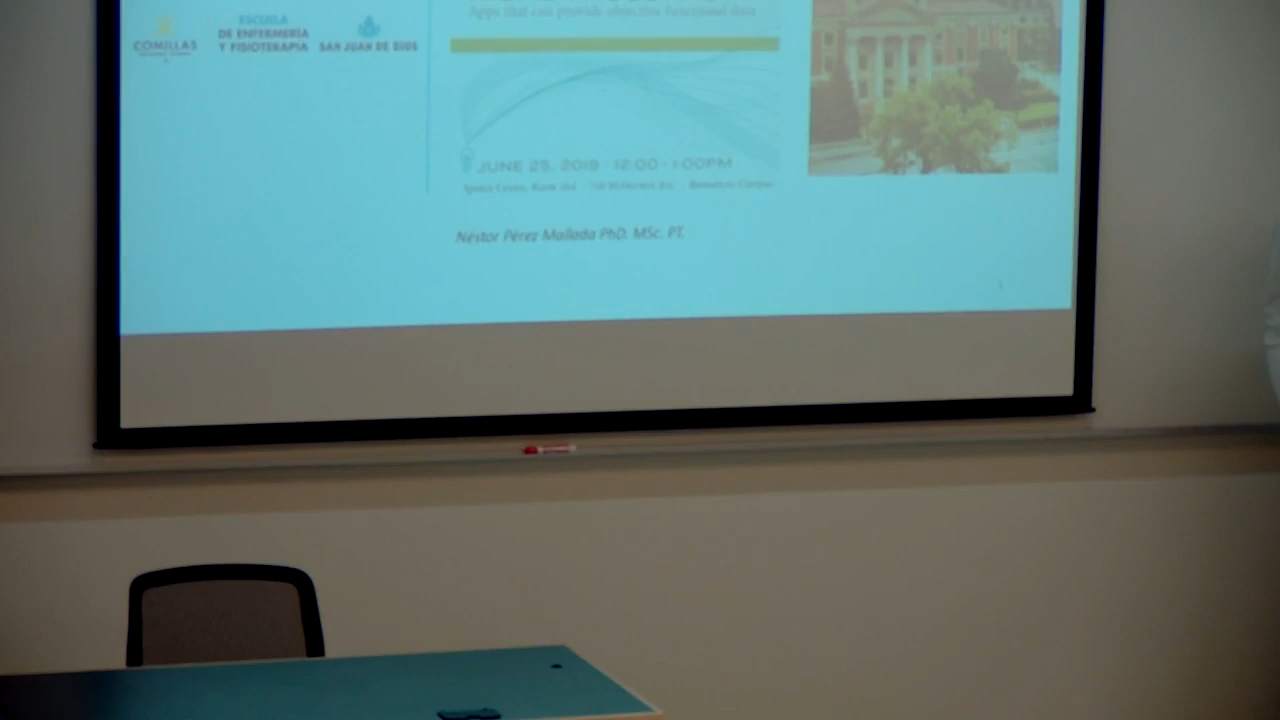 Apps that can provide objective functional data
COMILLAS
ESCUELA
DE ENFERMERÍA
Y FISIOTERAPIA
SAN JUAN DE DIOS
JUNE 25, 2019 12:00 - 1:00PM
Néstor Pérez Mallada PhD. MSc. PT.
1